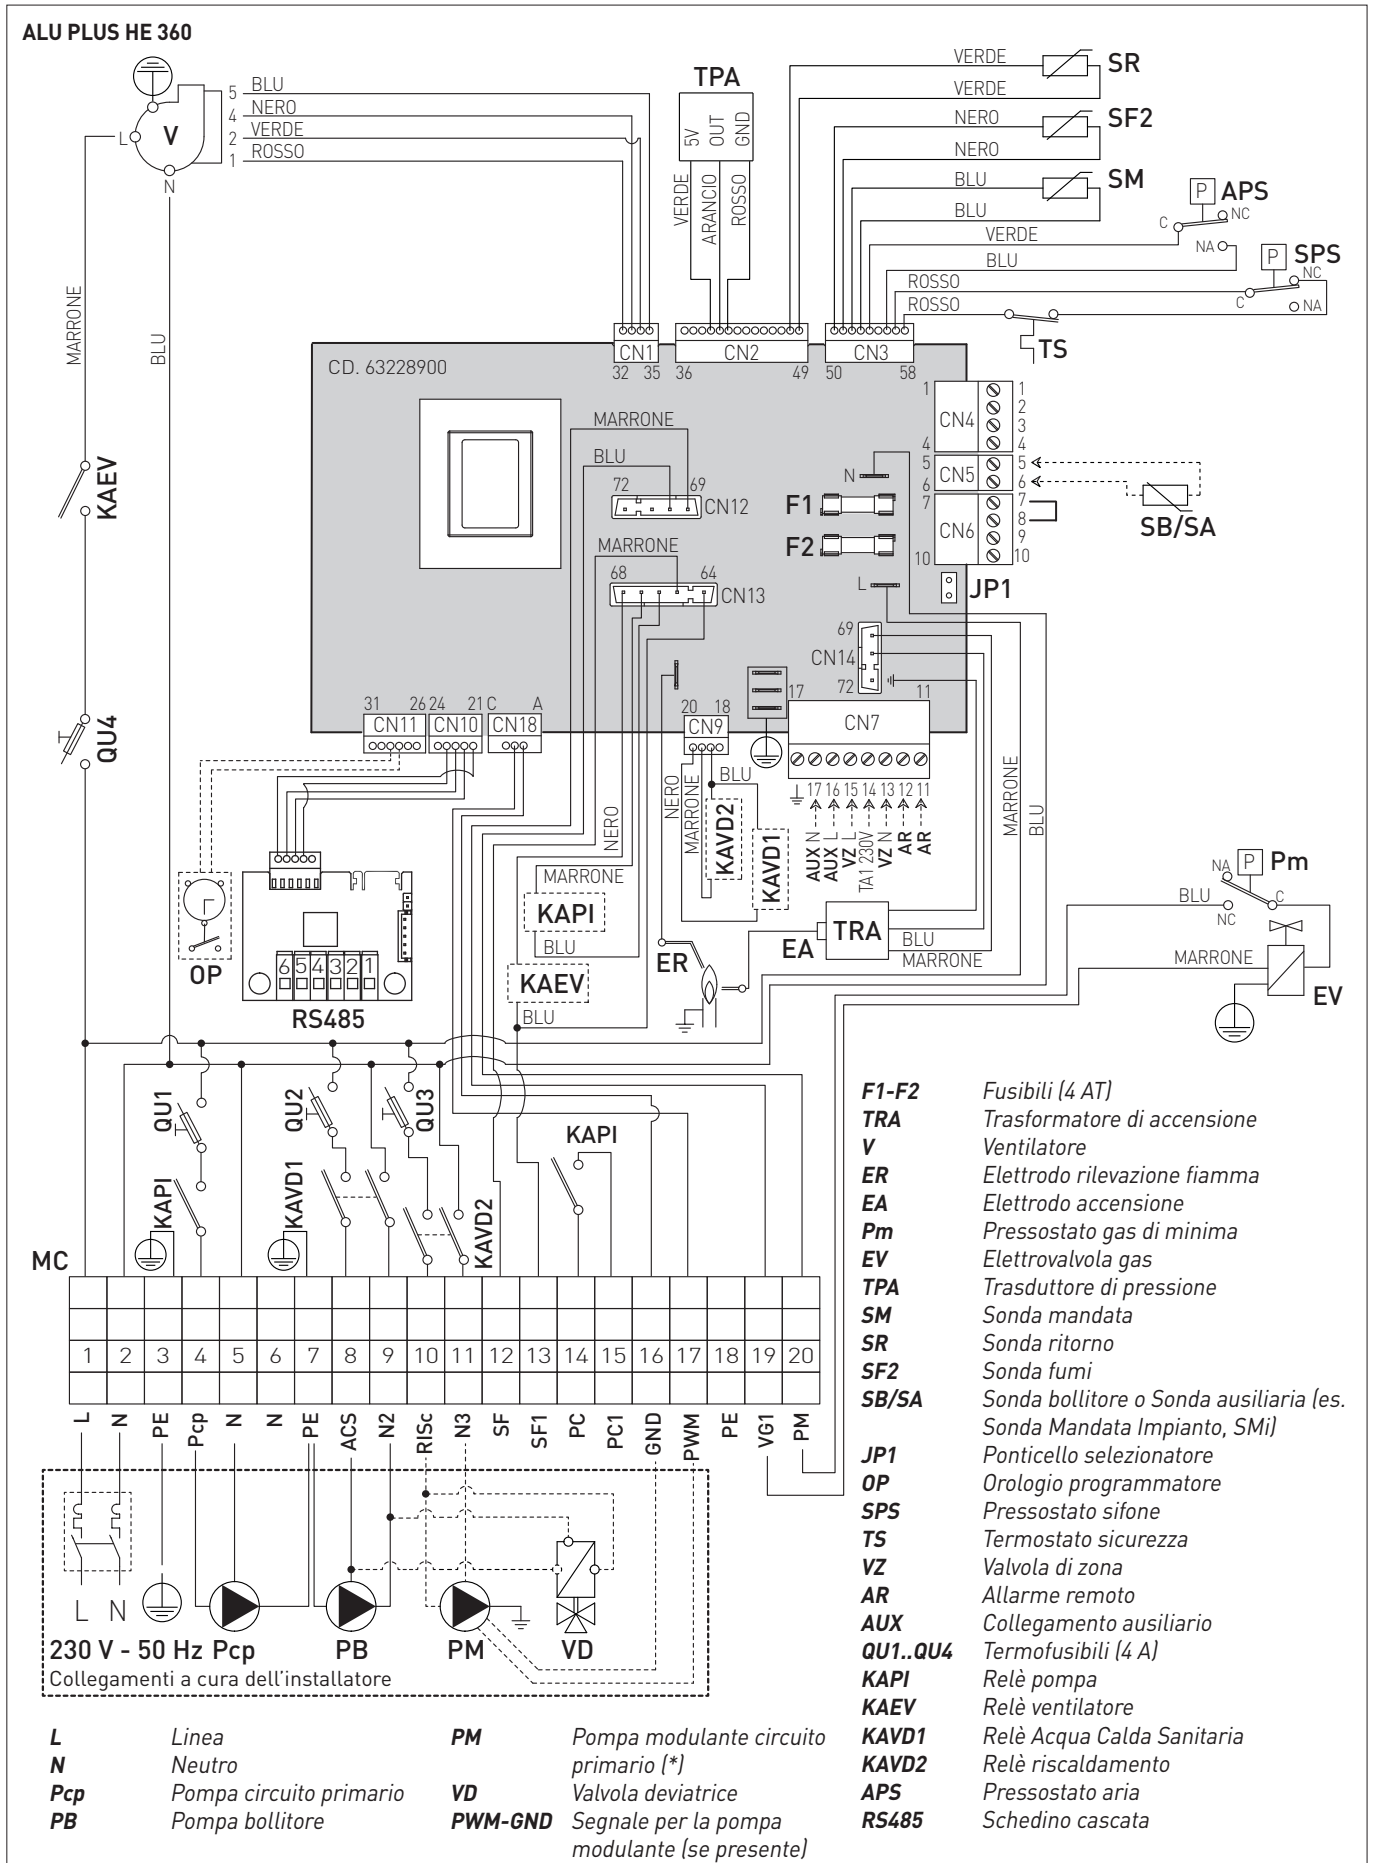 ALU PLUS HE 360
VERDE
SR
VERDE
TPA
5V
OUT
GND
VERDE
ARANCIO
ROSSO
NERO
SF2
NERO
BLU
SM
BLU
5 BLU
4 NERO
2 VERDE
1 ROSSO
L
V
N
P APS
C
NC
NA
VERDE
BLU
P SPS
NC
C
NA
ROSSO
ROSSO
TS
MARRONE
BLU
CN1
32 35
CN2
36 49
CN3
50 58
CD. 63228900
1
CN4
4
1
2
3
4
5
CN5
6
5
6
7
CN6
10
7
8
9
10
SB/SA
JP1
MARRONE
BLU
72 69
CN12
MARRONE
68 64
CN13
N
F1
F2
L
69
CN14
72
KAEV
QU4
31 26
CN11
24 21
CN10
C A
CN18
20 18
CN9
17 11
CN7
17 16 15 14 13 12 11
AUX N
AUX L
VZ L
TA1 230V
VZ N
AR
AR
MARRONE
BLU
NERO
NERO
MARRONE
BLU
KAVD2
KAVD1
MARRONE
KAPI
BLU
KAEV
BLU
ER
EA
TRA
BLU
MARRONE
OP
6 5 4 3 2 1
RS485
NA
P Pm
BLU
C
NC
MARRONE
EV
QU1
KAPI
QU2
KAVD1
QU3
KAVD2
KAPI
MC
1 2 3 4 5 6 7 8 9 10 11 12 13 14 15 16 17 18 19 20
L
N
PE
Pcp
N
N
PE
ACS
N2
RISc
N3
SF
SF1
PC
PC1
GND
PWM
PE
VG1
PM
L N
230 V - 50 Hz Pcp
PB
PM
VD
Collegamenti a cura dell'installatore
F1-F2 Fusibili (4 AT)
TRA Trasformatore di accensione
V Ventilatore
ER Elettrodo rilevazione fiamma
EA Elettrodo accensione
Pm Pressostato gas di minima
EV Elettrovalvola gas
TPA Trasduttore di pressione
SM Sonda mandata
SR Sonda ritorno
SF2 Sonda fumi
SB/SA Sonda bollitore o Sonda ausiliaria (es.
Sonda Mandata Impianto, SMi)
JP1 Ponticello selezionatore
OP Orologio programmatore
SPS Pressostato sifone
TS Termostato sicurezza
VZ Valvola di zona
AR Allarme remoto
AUX Collegamento ausiliario
QU1..QU4 Termofusibili (4 A)
KAPI Relè pompa
KAEV Relè ventilatore
KAVD1 Relè Acqua Calda Sanitaria
KAVD2 Relè riscaldamento
APS Pressostato aria
RS485 Schedino cascata
L Linea
N Neutro
Pcp Pompa circuito primario
PB Pompa bollitore
PM Pompa modulante circuito
primario (*)
VD Valvola deviatrice
PWM-GND Segnale per la pompa
modulante (se presente)